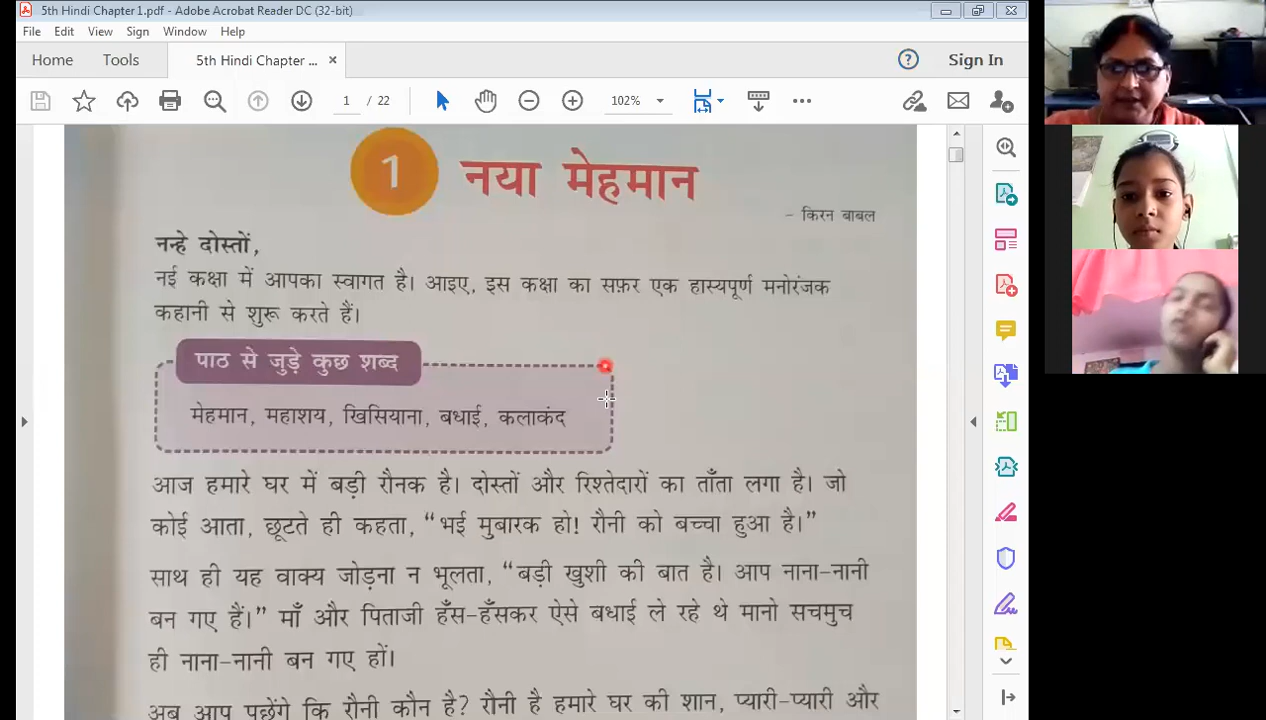 5th Hindi Chapter 1.pdf - Adobe Acrobat Reader DC (32-bit)
File Edit View Sign Window Help
Home Tools 5th Hindi Chapter ... × Sign In
1 / 22 102%
1 नया मेहमान
- किरन बाबल
नन्हे दोस्तों,
नई कक्षा में आपका स्वागत है। आइए, इस कक्षा का सफ़र एक हास्यपूर्ण मनोरंजक
कहानी से शुरू करते हैं।
पाठ से जुड़े कुछ शब्द
मेहमान, महाशय, खिसियाना, बधाई, कलाकंद
आज हमारे घर में बड़ी रौनक है। दोस्तों और रिश्तेदारों का ताँता लगा है। जो
कोई आता, छूटते ही कहता, “भई मुबारक हो! रौनी को बच्चा हुआ है।”
साथ ही यह वाक्य जोड़ना न भूलता, “बड़ी खुशी की बात है। आप नाना-नानी
बन गए हैं।” माँ और पिताजी हँस-हँसकर ऐसे बधाई ले रहे थे मानो सचमुच
ही नाना-नानी बन गए हों।
अब आप पूछेंगे कि रौनी कौन है? रौनी है हमारे घर की शान, प्यारी-प्यारी और